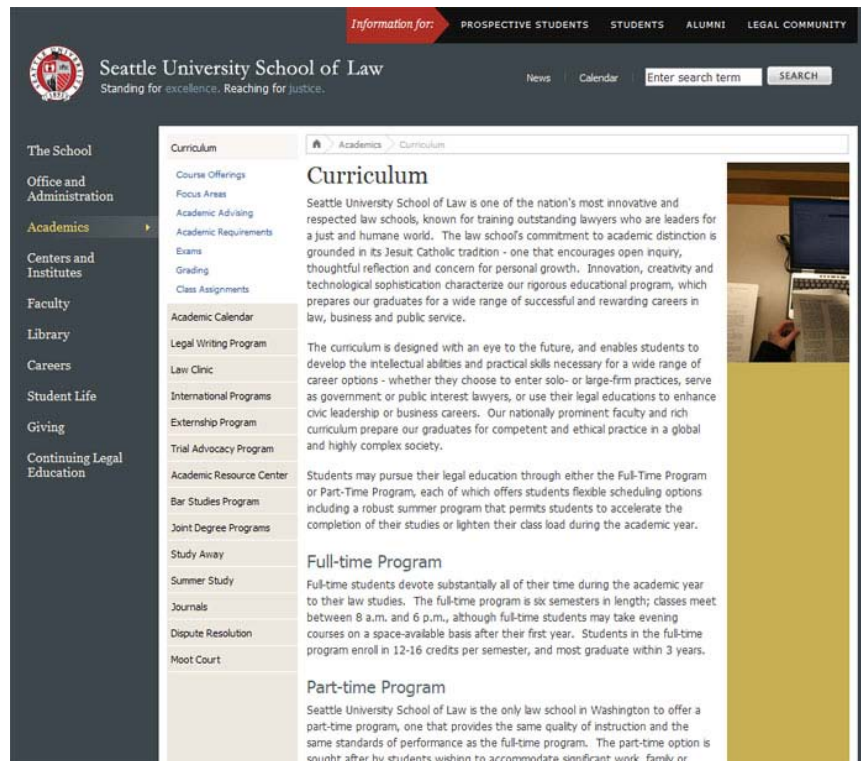 Information for:
PROSPECTIVE STUDENTS
STUDENTS
ALUMNI
LEGAL COMMUNITY
Seattle University School of Law
Standing for excellence. Reaching for justice.
News
Calendar
Enter search term
SEARCH
The School
Office and
Administration
Academics
Centers and
Institutes
Faculty
Library
Careers
Student Life
Giving
Continuing Legal
Education
Curriculum
Course Offerings
Focus Areas
Academic Advising
Academic Requirements
Exams
Grading
Class Assignments
Academic Calendar
Legal Writing Program
Law Clinic
International Programs
Externship Program
Trial Advocacy Program
Academic Resource Center
Bar Studies Program
Joint Degree Programs
Study Away
Summer Study
Journals
Dispute Resolution
Moot Court
Academics
Curriculum
Curriculum
Seattle University School of Law is one of the nation's most innovative and
respected law schools, known for training outstanding lawyers who are leaders for
a just and humane world. The law school's commitment to academic distinction is
grounded in its Jesuit Catholic tradition - one that encourages open inquiry,
thoughtful reflection and concern for personal growth. Innovation, creativity and
technological sophistication characterize our rigorous educational program, which
prepares our graduates for a wide range of successful and rewarding careers in
law, business and public service.
The curriculum is designed with an eye to the future, and enables students to
develop the intellectual abilities and practical skills necessary for a wide range of
career options - whether they choose to enter solo- or large-firm practices, serve
as government or public interest lawyers, or use their legal educations to enhance
civic leadership or business careers. Our nationally prominent faculty and rich
curriculum prepare our graduates for competent and ethical practice in a global
and highly complex society.
Students may pursue their legal education through either the Full-Time Program
or Part-Time Program, each of which offers students flexible scheduling options
including a robust summer program that permits students to accelerate the
completion of their studies or lighten their class load during the academic year.
Full-time Program
Full-time students devote substantially all of their time during the academic year
to their law studies. The full-time program is six semesters in length; classes meet
between 8 a.m. and 6 p.m., although full-time students may take evening
courses on a space-available basis after their first year. Students in the full-time
program enroll in 12-16 credits per semester, and most graduate within 3 years.
Part-time Program
Seattle University School of Law is the only law school in Washington to offer a
part-time program, one that provides the same quality of instruction and the
same standards of performance as the full-time program. The part-time option is
sought after by students wishing to accommodate significant work, family or